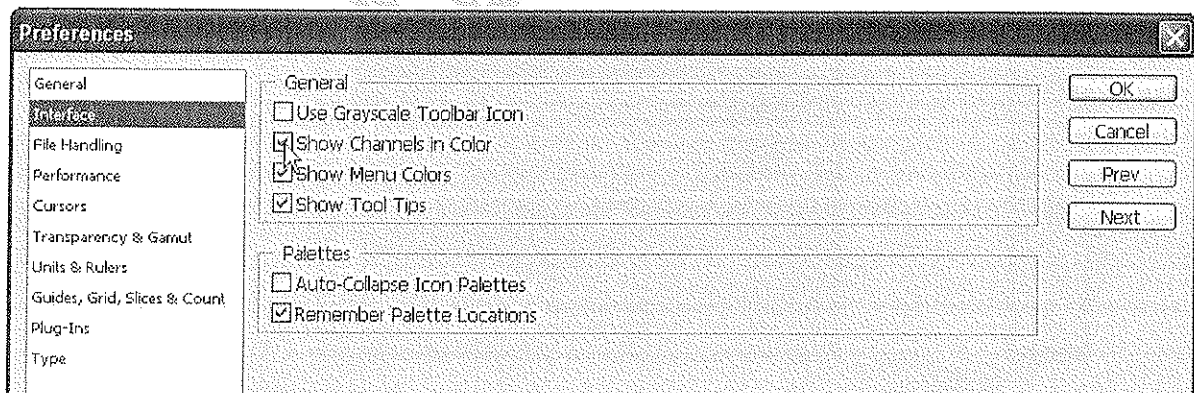 Preferences
General
Interface
File Handling
Performance
Cursors
Transparency & Gamut
Units & Rulers
Guides, Grid, Slices & Count
Plug-Ins
Type
General
Use Grayscale Toolbar Icon
Show Channels in Color
Show Menu Colors
Show Tool Tips
Palettes
Auto-Collapse Icon Palettes
Remember Palette Locations
OK
Cancel
Prev
Next